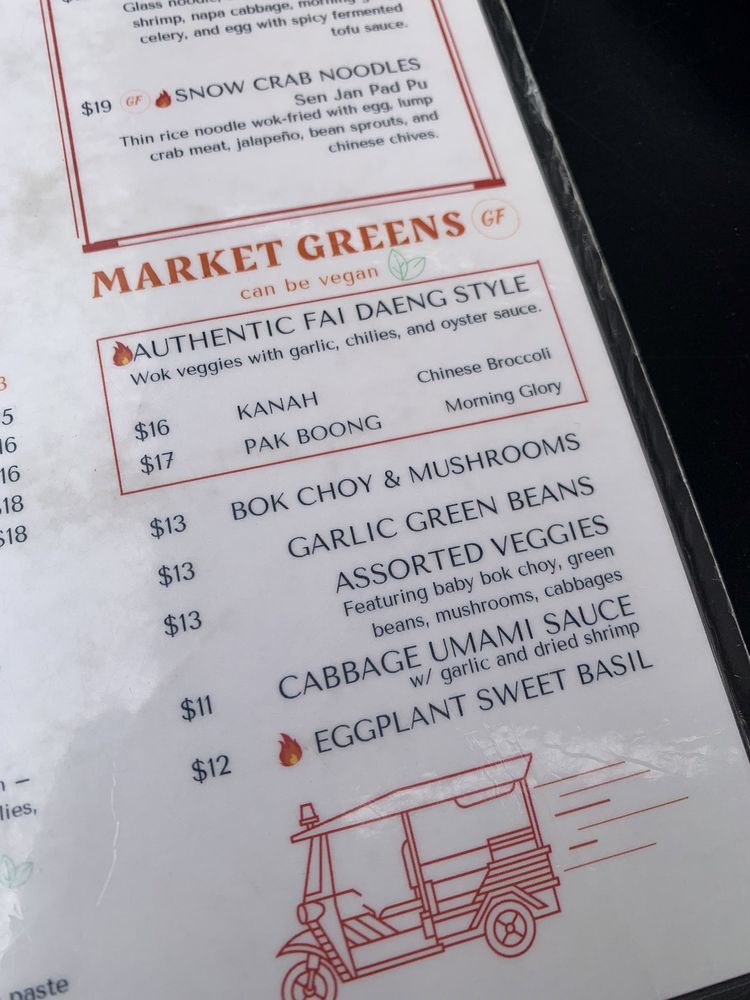 Glass noodle,
shrimp, napa cabbage, morning
celery, and egg with spicy fermented
tofu sauce.
$19 GF SNOW CRAB NOODLES
Sen Jan Pad Pu
Thin rice noodle wok-fried with egg, lump
crab meat, jalapeño, bean sprouts, and
chinese chives.
MARKET GREENS GF
can be vegan
AUTHENTIC FAI DAENG STYLE
Wok veggies with garlic, chilies, and oyster sauce.
$16 KANAH Chinese Broccoli
$17 PAK BOONG Morning Glory
$13 BOK CHOY & MUSHROOMS
$13 GARLIC GREEN BEANS
$13 ASSORTED VEGGIES
Featuring baby bok choy, green
beans, mushrooms, cabbages
$11 CABBAGE UMAMI SAUCE
w/ garlic and dried shrimp
$12 EGGPLANT SWEET BASIL
16
16
$18
$18
paste